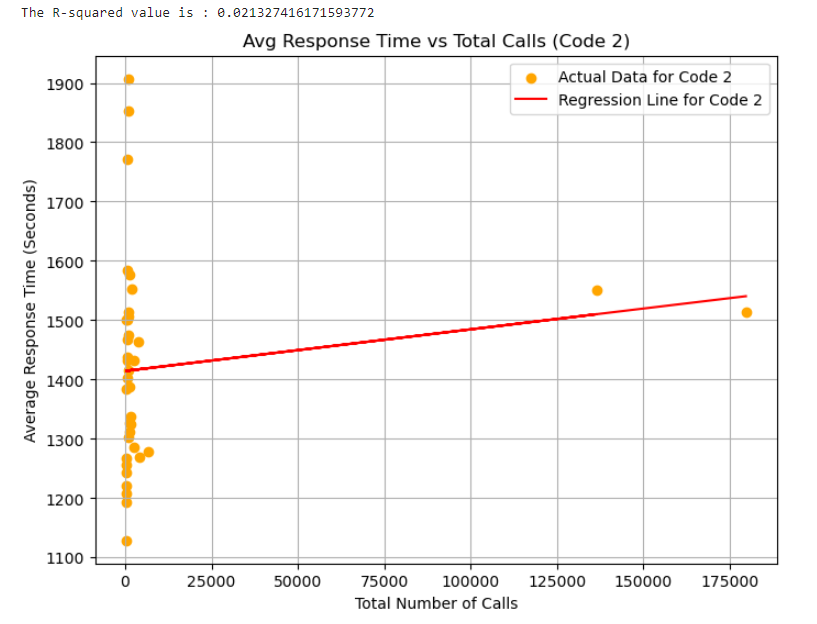 The R-squared value is : 0.021327416171593772
Avg Response Time vs Total Calls (Code 2)
Actual Data for Code 2
Regression Line for Code 2
1900
1800
1700
1600
1500
1400
1300
1200
1100
Average Response Time (Seconds)
0 25000 50000 75000 100000 125000 150000 175000
Total Number of Calls